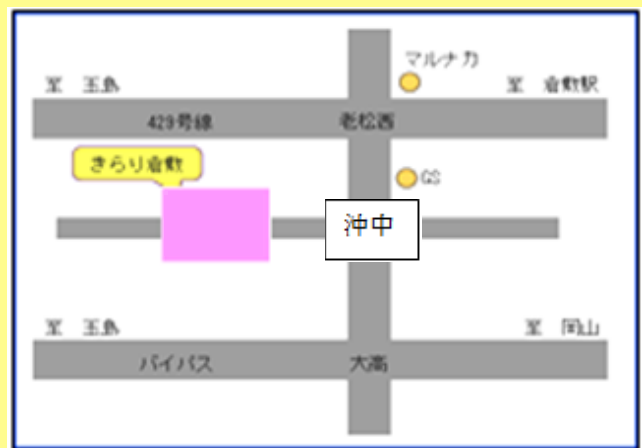 マルナカ
至 玉島
至 倉敷駅
429号線
老松西
きらり倉敷
GS
沖中
至 玉島
至 岡山
バイパス
大高